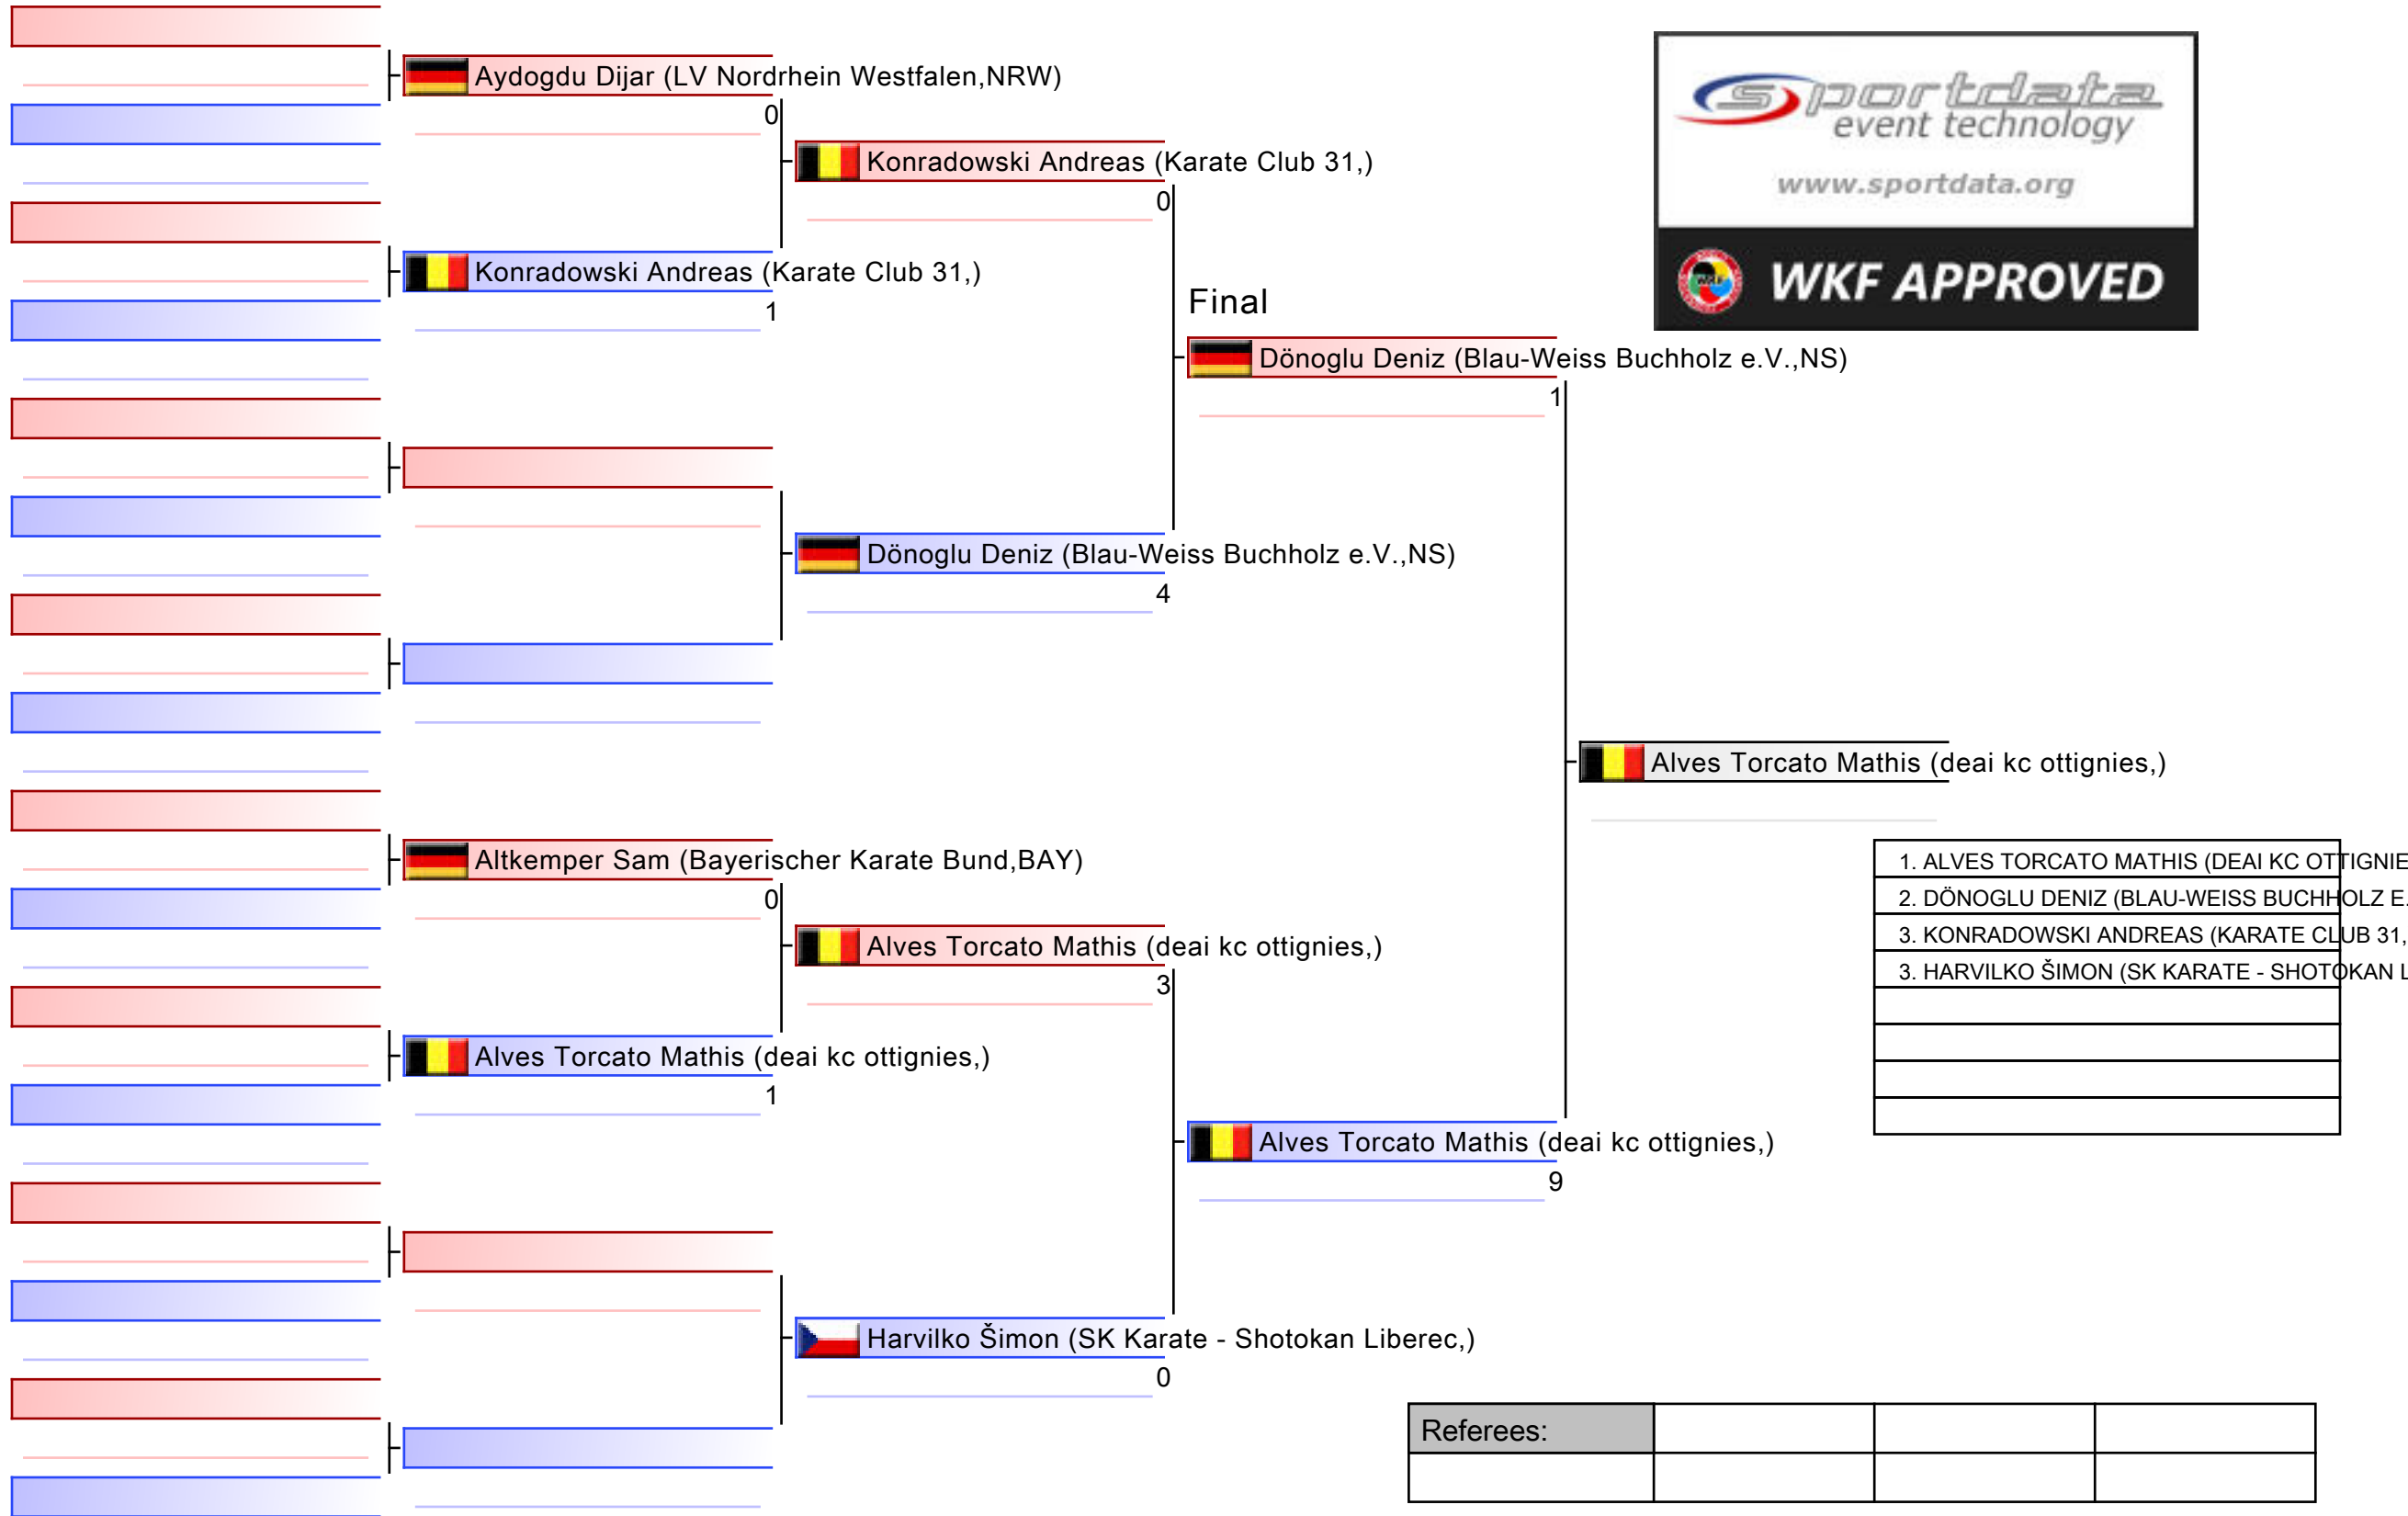 Aydogdu Dijar (LV Nordrhein Westfalen,NRW)
0
Konradowski Andreas (Karate Club 31,)
1
Altkemper Sam (Bayerischer Karate Bund,BAY)
0
Alves Torcato Mathis (deai kc ottignies,)
1
Konradowski Andreas (Karate Club 31,)
0
Dönoglu Deniz (Blau-Weiss Buchholz e.V.,NS)
4
Alves Torcato Mathis (deai kc ottignies,)
3
Harvilko Šimon (SK Karate - Shotokan Liberec,)
0
Final
Dönoglu Deniz (Blau-Weiss Buchholz e.V.,NS)
1
Alves Torcato Mathis (deai kc ottignies,)
9
Alves Torcato Mathis (deai kc ottignies,)
sportdata
event technology
www.sportdata.org
WKF
WKF APPROVED
1. ALVES TORCATO MATHIS (DEAI KC OTTIGNIE
2. DÖNOGLU DENIZ (BLAU-WEISS BUCHHOLZ E.
3. KONRADOWSKI ANDREAS (KARATE CLUB 31,
3. HARVILKO ŠIMON (SK KARATE - SHOTOKAN L
Referees: